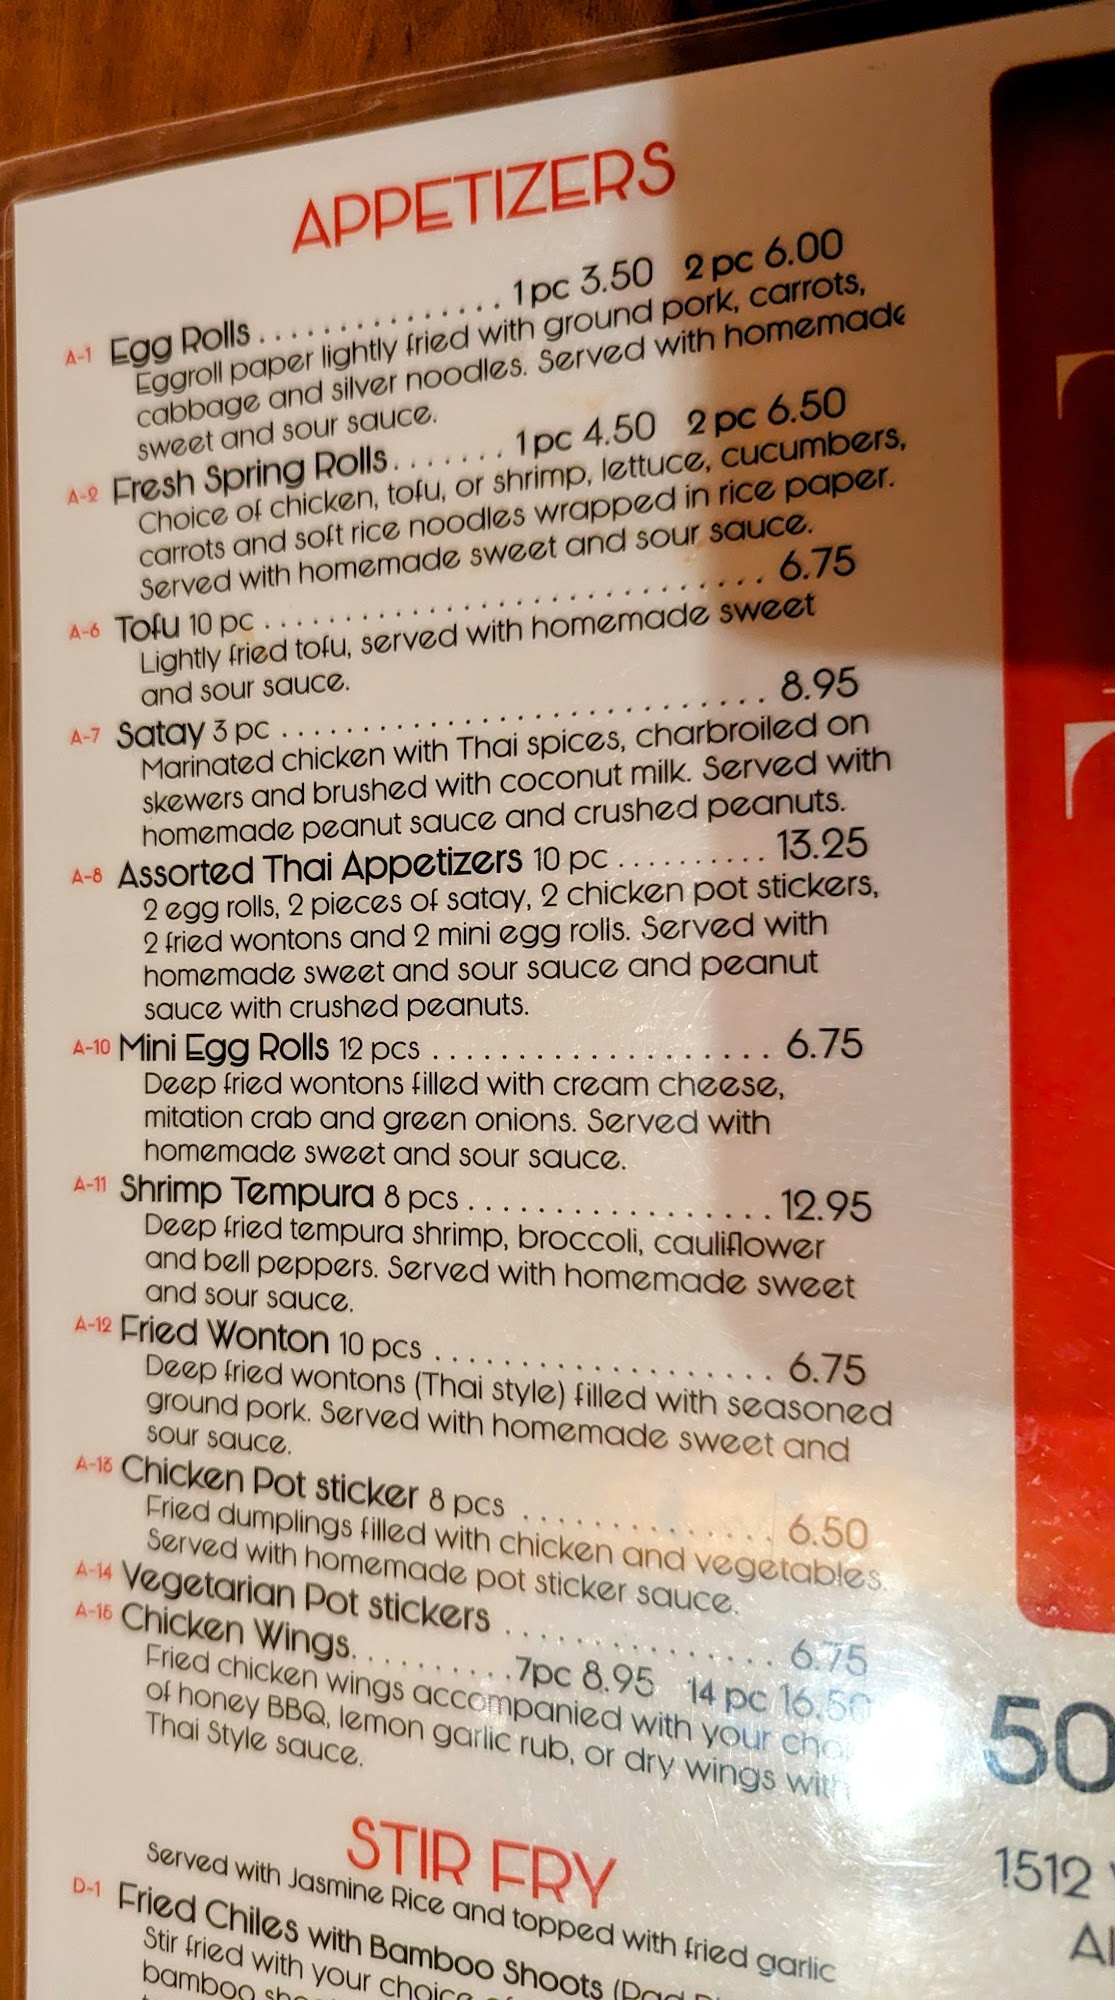 APPETIZERS
A-1 Egg Rolls . . . . . . . . . . . . . . . 1 pc 3.50 2 pc 6.00
Eggroll paper lightly fried with ground pork, carrots,
cabbage and silver noodles. Served with homemade
sweet and sour sauce.
A-2 Fresh Spring Rolls . . . . . . . 1 pc 4.50 2 pc 6.50
Choice of chicken, tofu, or shrimp, lettuce, cucumbers,
carrots and soft rice noodles wrapped in rice paper.
Served with homemade sweet and sour sauce.
A-6 Tofu 10 pc . . . . . . . . . . . . . . . . . . . . . . . . . . . . . . 6.75
Lightly fried tofu, served with homemade sweet
and sour sauce.
A-7 Satay 3 pc . . . . . . . . . . . . . . . . . . . . . . . . . . . . . 8.95
Marinated chicken with Thai spices, charbroiled on
skewers and brushed with coconut milk. Served with
homemade peanut sauce and crushed peanuts.
A-8 Assorted Thai Appetizers 10 pc . . . . . . . . . . 13.25
2 egg rolls, 2 pieces of satay, 2 chicken pot stickers,
2 fried wontons and 2 mini egg rolls. Served with
homemade sweet and sour sauce and peanut
sauce with crushed peanuts.
A-10 Mini Egg Rolls 12 pcs . . . . . . . . . . . . . . . . . . . 6.75
Deep fried wontons filled with cream cheese,
mitation crab and green onions. Served with
homemade sweet and sour sauce.
A-11 Shrimp Tempura 8 pcs . . . . . . . . . . . . . . . . . 12.95
Deep fried tempura shrimp, broccoli, cauliflower
and bell peppers. Served with homemade sweet
and sour sauce.
A-12 Fried Wonton 10 pcs . . . . . . . . . . . . . . . . . . . 6.75
Deep fried wontons (Thai style) filled with seasoned
ground pork. Served with homemade sweet and
sour sauce.
A-13 Chicken Pot sticker 8 pcs . . . . . . . . . . . . . . 6.50
Fried dumplings filled with chicken and vegetables.
Served with homemade pot sticker sauce.
A-14 Vegetarian Pot stickers . . . . . . . . . . . . . . . 6.75
A-15 Chicken Wings. . . . . . . . . .7pc 8.95 14 pc 16.50
Fried chicken wings accompanied with your
of honey BBQ, lemon garlic rub, or dry wings with
Thai Style sauce.
STIR FRY
Served with Jasmine Rice and topped with fried garlic
D-1 Fried Chiles with Bamboo Shoots
Stir fried with your choice
bamboo
50
1512